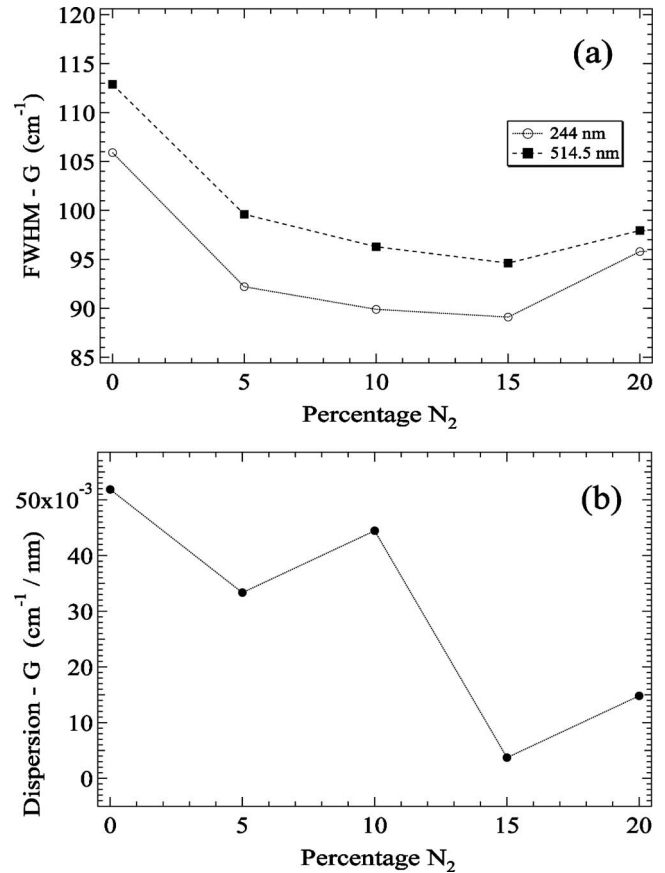 (a)
120
115
110
105
100
95
90
85
FWHM - G (cm⁻¹)
244 nm
514.5 nm
0 5 10 15 20
Percentage N₂
(b)
50x10⁻³
40
30
20
10
0
Dispersion - G (cm⁻¹ / nm)
0 5 10 15 20
Percentage N₂